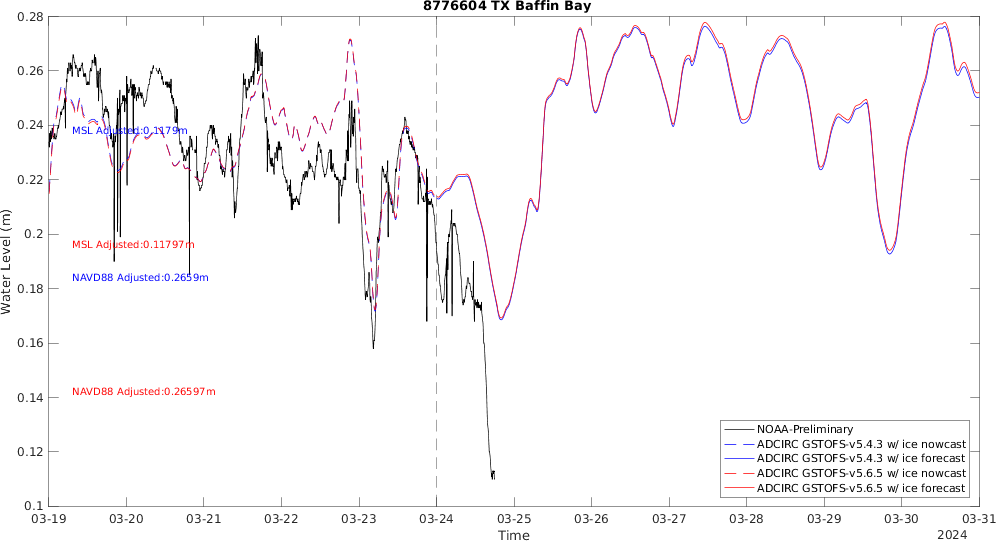 8776604 TX Baffin Bay
0.28
0.26
0.24
0.22
0.2
0.18
0.16
0.14
0.12
0.1
Water Level (m)
MSL Adjusted:0.1179m
MSL Adjusted:0.11797m
NAVD88 Adjusted:0.2659m
NAVD88 Adjusted:0.26597m
NOAA-Preliminary
ADCIRC GSTOFS-v5.4.3 w/ ice nowcast
ADCIRC GSTOFS-v5.4.3 w/ ice forecast
ADCIRC GSTOFS-v5.6.5 w/ ice nowcast
ADCIRC GSTOFS-v5.6.5 w/ ice forecast
03-19 03-20 03-21 03-22 03-23 03-24 03-25 03-26 03-27 03-28 03-29 03-30 03-31
Time
2024